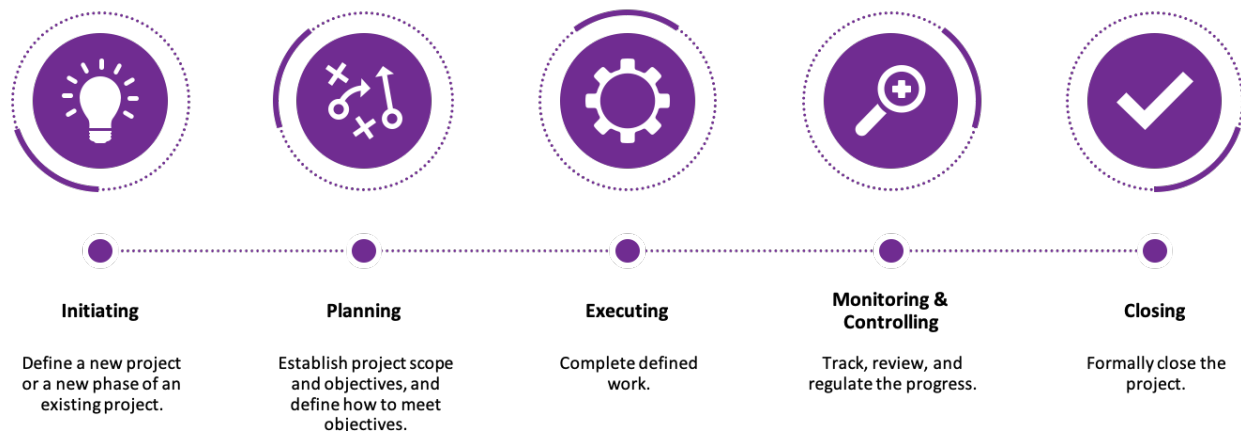 Initiating
Define a new project
or a new phase of an
existing project.
Planning
Establish project scope
and objectives, and
define how to meet
objectives.
Executing
Complete defined
work.
Monitoring &
Controlling
Track, review, and
regulate the progress.
Closing
Formally close the
project.